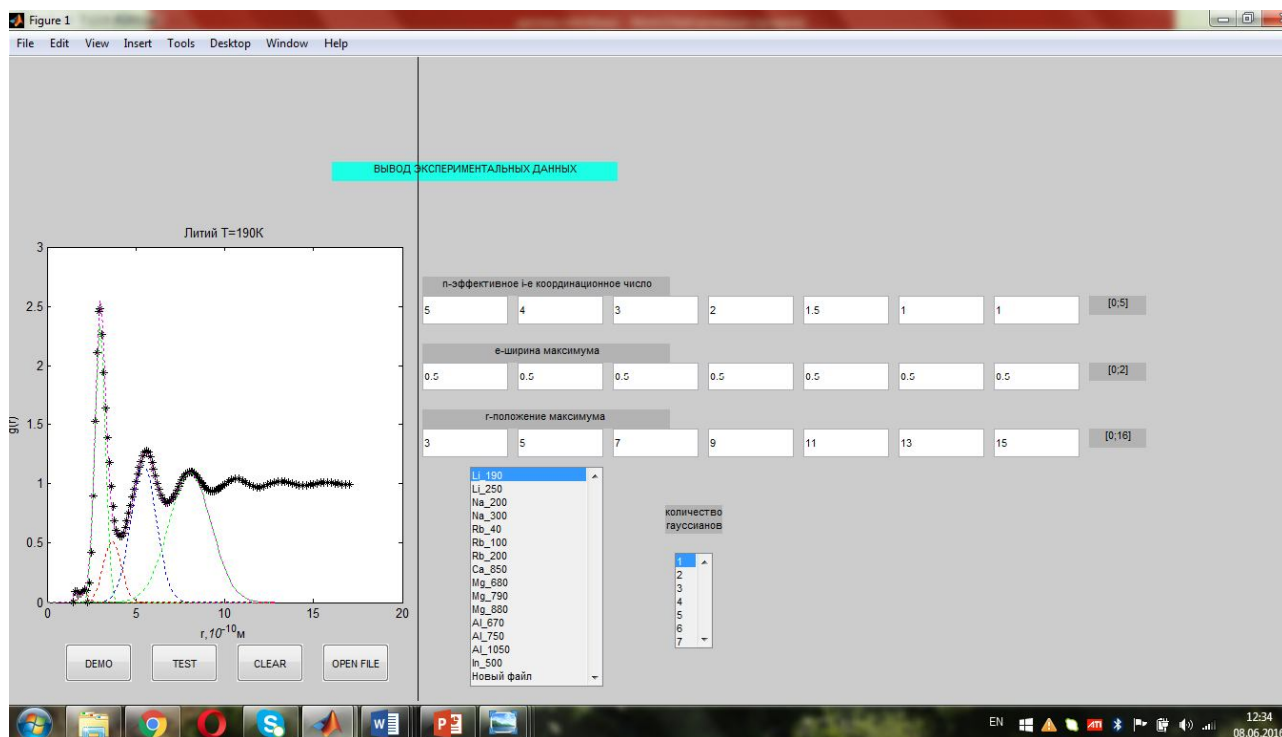 Figure 1
File Edit View Insert Tools Desktop Window Help
ВЫВОД ЭКСПЕРИМЕНТАЛЬНЫХ ДАННЫХ
Литий T=190K
3
2.5
2
1.5
1
0.5
0
g(r)
0 5 10 15 20
r,10⁻¹⁰м
DEMO TEST CLEAR OPEN FILE
n-эффективное i-е координационное число
5 4 3 2 1.5 1 1 [0;5]
е-ширина максимума
0.5 0.5 0.5 0.5 0.5 0.5 0.5 [0;2]
r-положение максимума
3 5 7 9 11 13 15 [0;16]
Li_190
Li_250
Na_200
Na_300
Rb_40
Rb_100
Rb_200
Ca_850
Mg_680
Mg_790
Mg_880
Al_670
Al_750
Al_1050
In_500
Новый файл
количество
гауссианов
1
2
3
4
5
6
7
EN
ATI
12:34